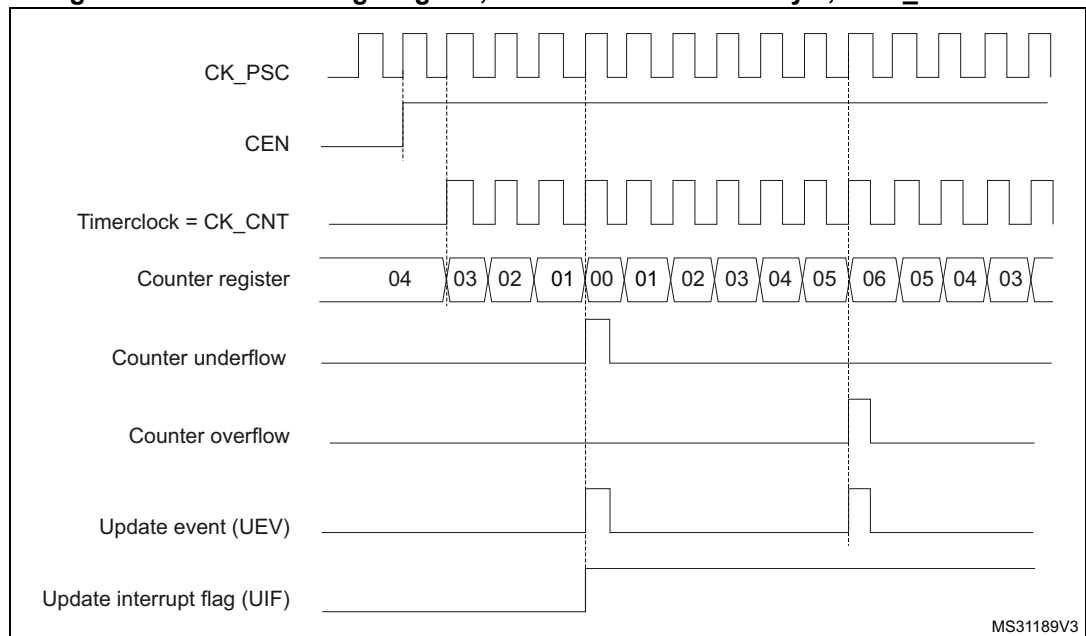 CK_PSC
CEN
Timerclock = CK_CNT
Counter register 04 03 02 01 00 01 02 03 04 05 06 05 04 03
Counter underflow
Counter overflow
Update event (UEV)
Update interrupt flag (UIF)
MS31189V3